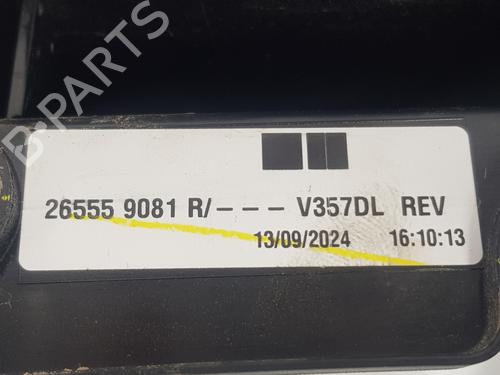 26555 9081 R/--- V357DL REV
13/09/2024 16:10:13
B-PARTS